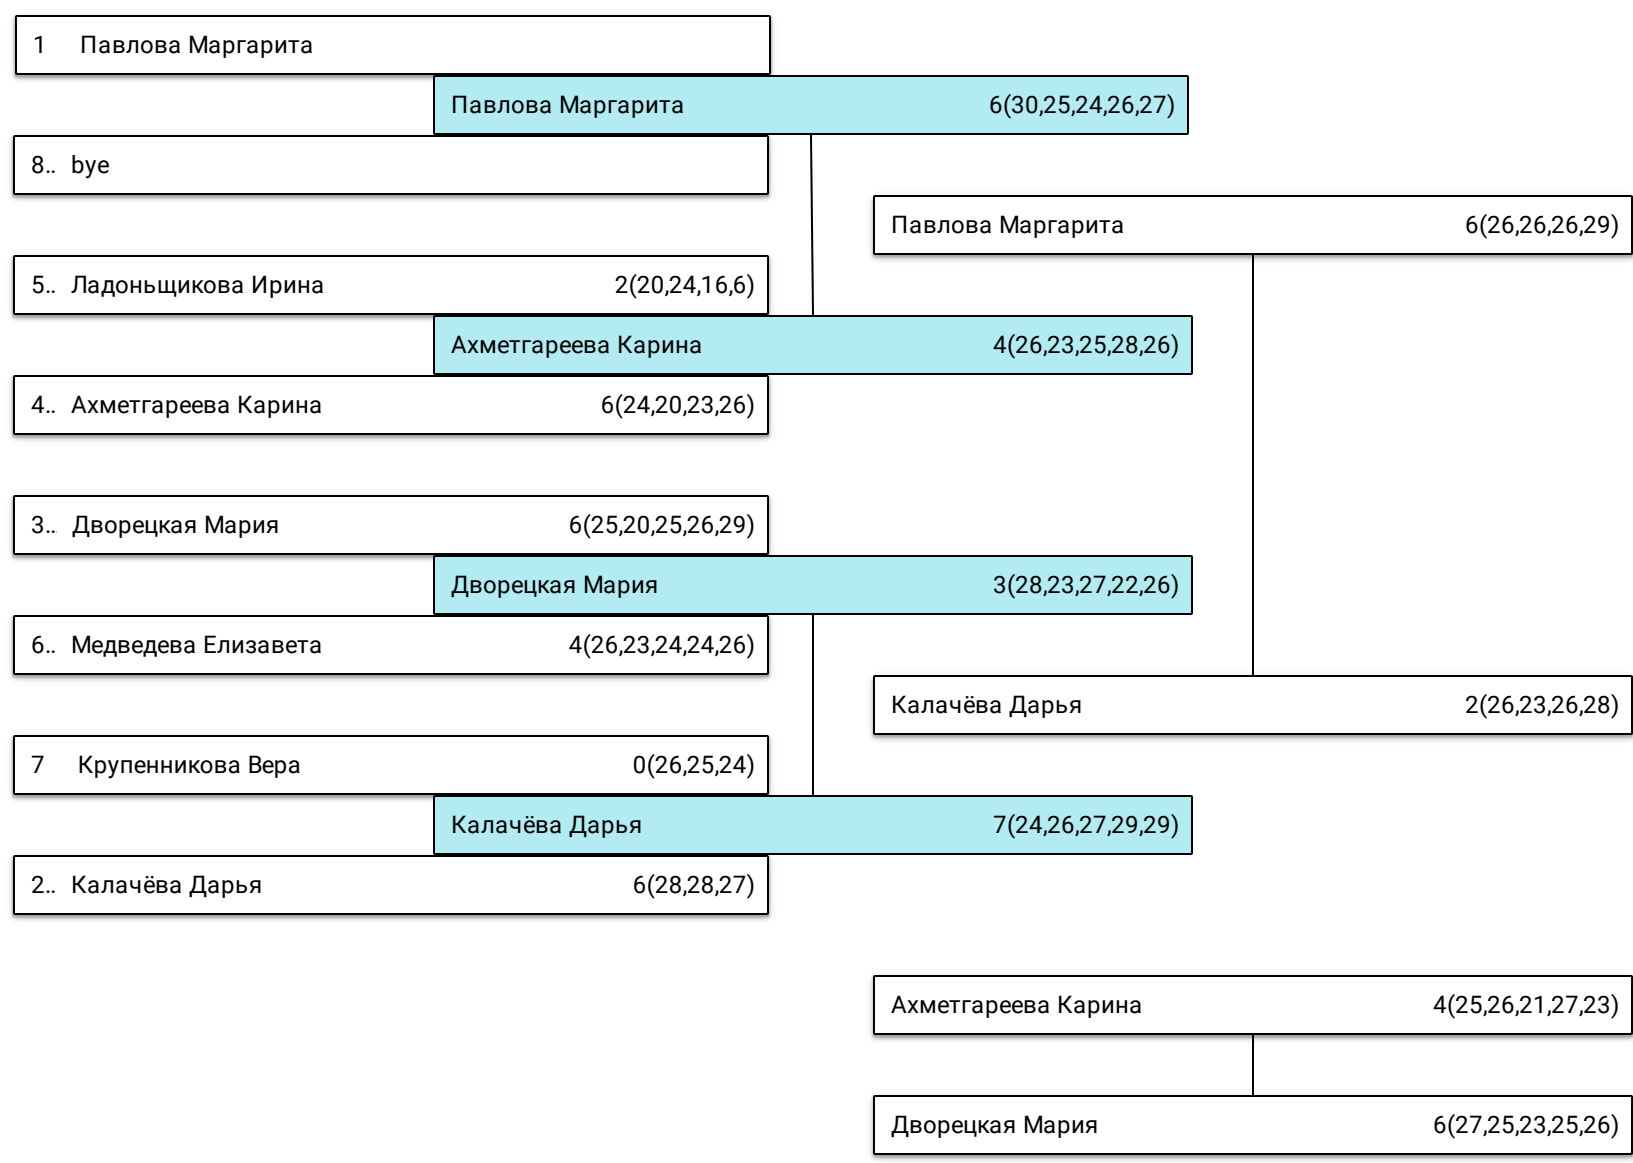 1 Павлова Маргарита
Павлова Маргарита 6(30,25,24,26,27)
8.. bye
Павлова Маргарита 6(26,26,26,29)
5.. Ладоньщикова Ирина 2(20,24,16,6)
Ахметгареева Карина 4(26,23,25,28,26)
4.. Ахметгареева Карина 6(24,20,23,26)
3.. Дворецкая Мария 6(25,20,25,26,29)
Дворецкая Мария 3(28,23,27,22,26)
6.. Медведева Елизавета 4(26,23,24,24,26)
Калачёва Дарья 2(26,23,26,28)
7 Крупенникова Вера 0(26,25,24)
Калачёва Дарья 7(24,26,27,29,29)
2.. Калачёва Дарья 6(28,28,27)
Ахметгареева Карина 4(25,26,21,27,23)
Дворецкая Мария 6(27,25,23,25,26)